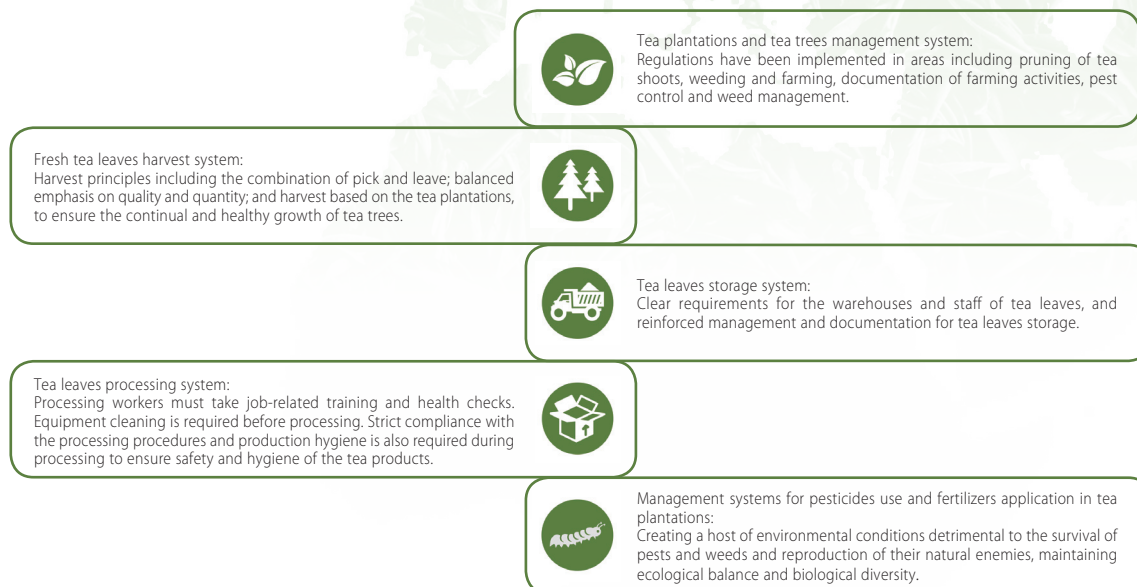 Tea plantations and tea trees management system:
Regulations have been implemented in areas including pruning of tea
shoots, weeding and farming, documentation of farming activities, pest
control and weed management.
Fresh tea leaves harvest system:
Harvest principles including the combination of pick and leave; balanced
emphasis on quality and quantity; and harvest based on the tea plantations,
to ensure the continual and healthy growth of tea trees.
Tea leaves storage system:
Clear requirements for the warehouses and staff of tea leaves, and
reinforced management and documentation for tea leaves storage.
Tea leaves processing system:
Processing workers must take job-related training and health checks.
Equipment cleaning is required before processing. Strict compliance with
the processing procedures and production hygiene is also required during
processing to ensure safety and hygiene of the tea products.
Management systems for pesticides use and fertilizers application in tea
plantations:
Creating a host of environmental conditions detrimental to the survival of
pests and weeds and reproduction of their natural enemies, maintaining
ecological balance and biological diversity.